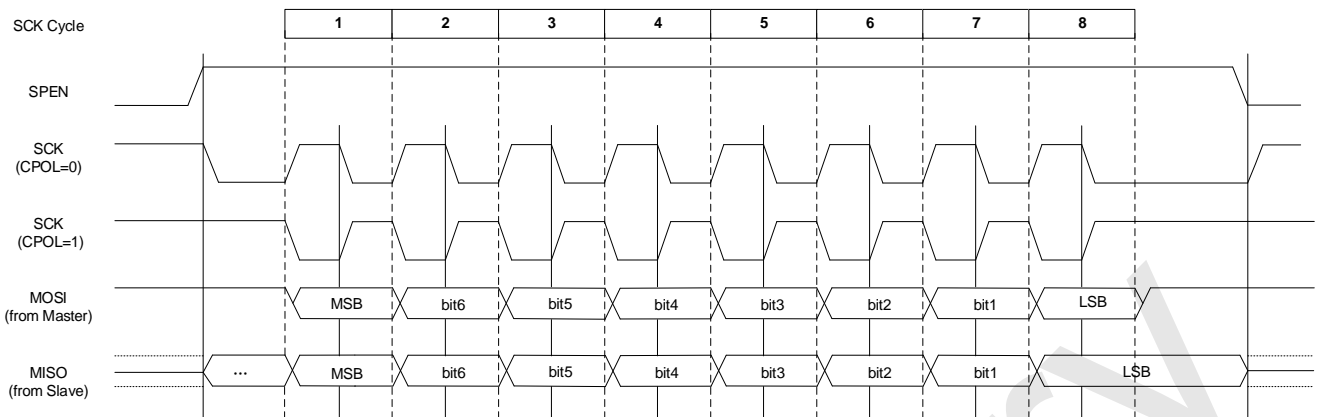 SCK Cycle 1 2 3 4 5 6 7 8
SPEN
SCK
(CPOL=0)
SCK
(CPOL=1)
MOSI
(from Master)
MSB bit6 bit5 bit4 bit3 bit2 bit1 LSB
MISO
(from Slave)
... MSB bit6 bit5 bit4 bit3 bit2 bit1 LSB